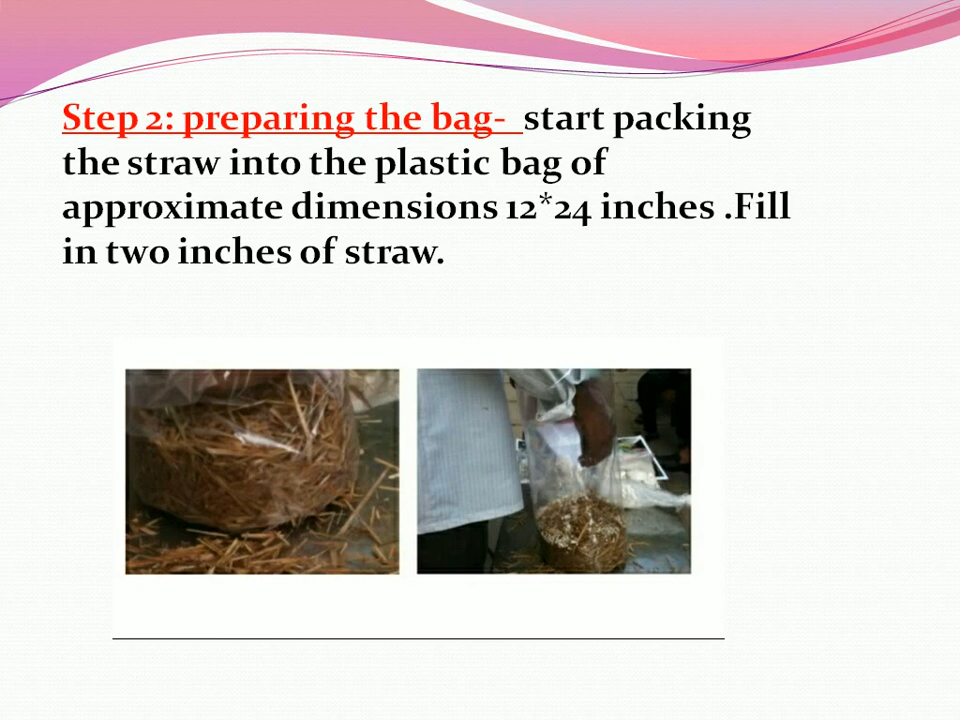 Step 2: preparing the bag- start packing
the straw into the plastic bag of
approximate dimensions 12*24 inches .Fill
in two inches of straw.